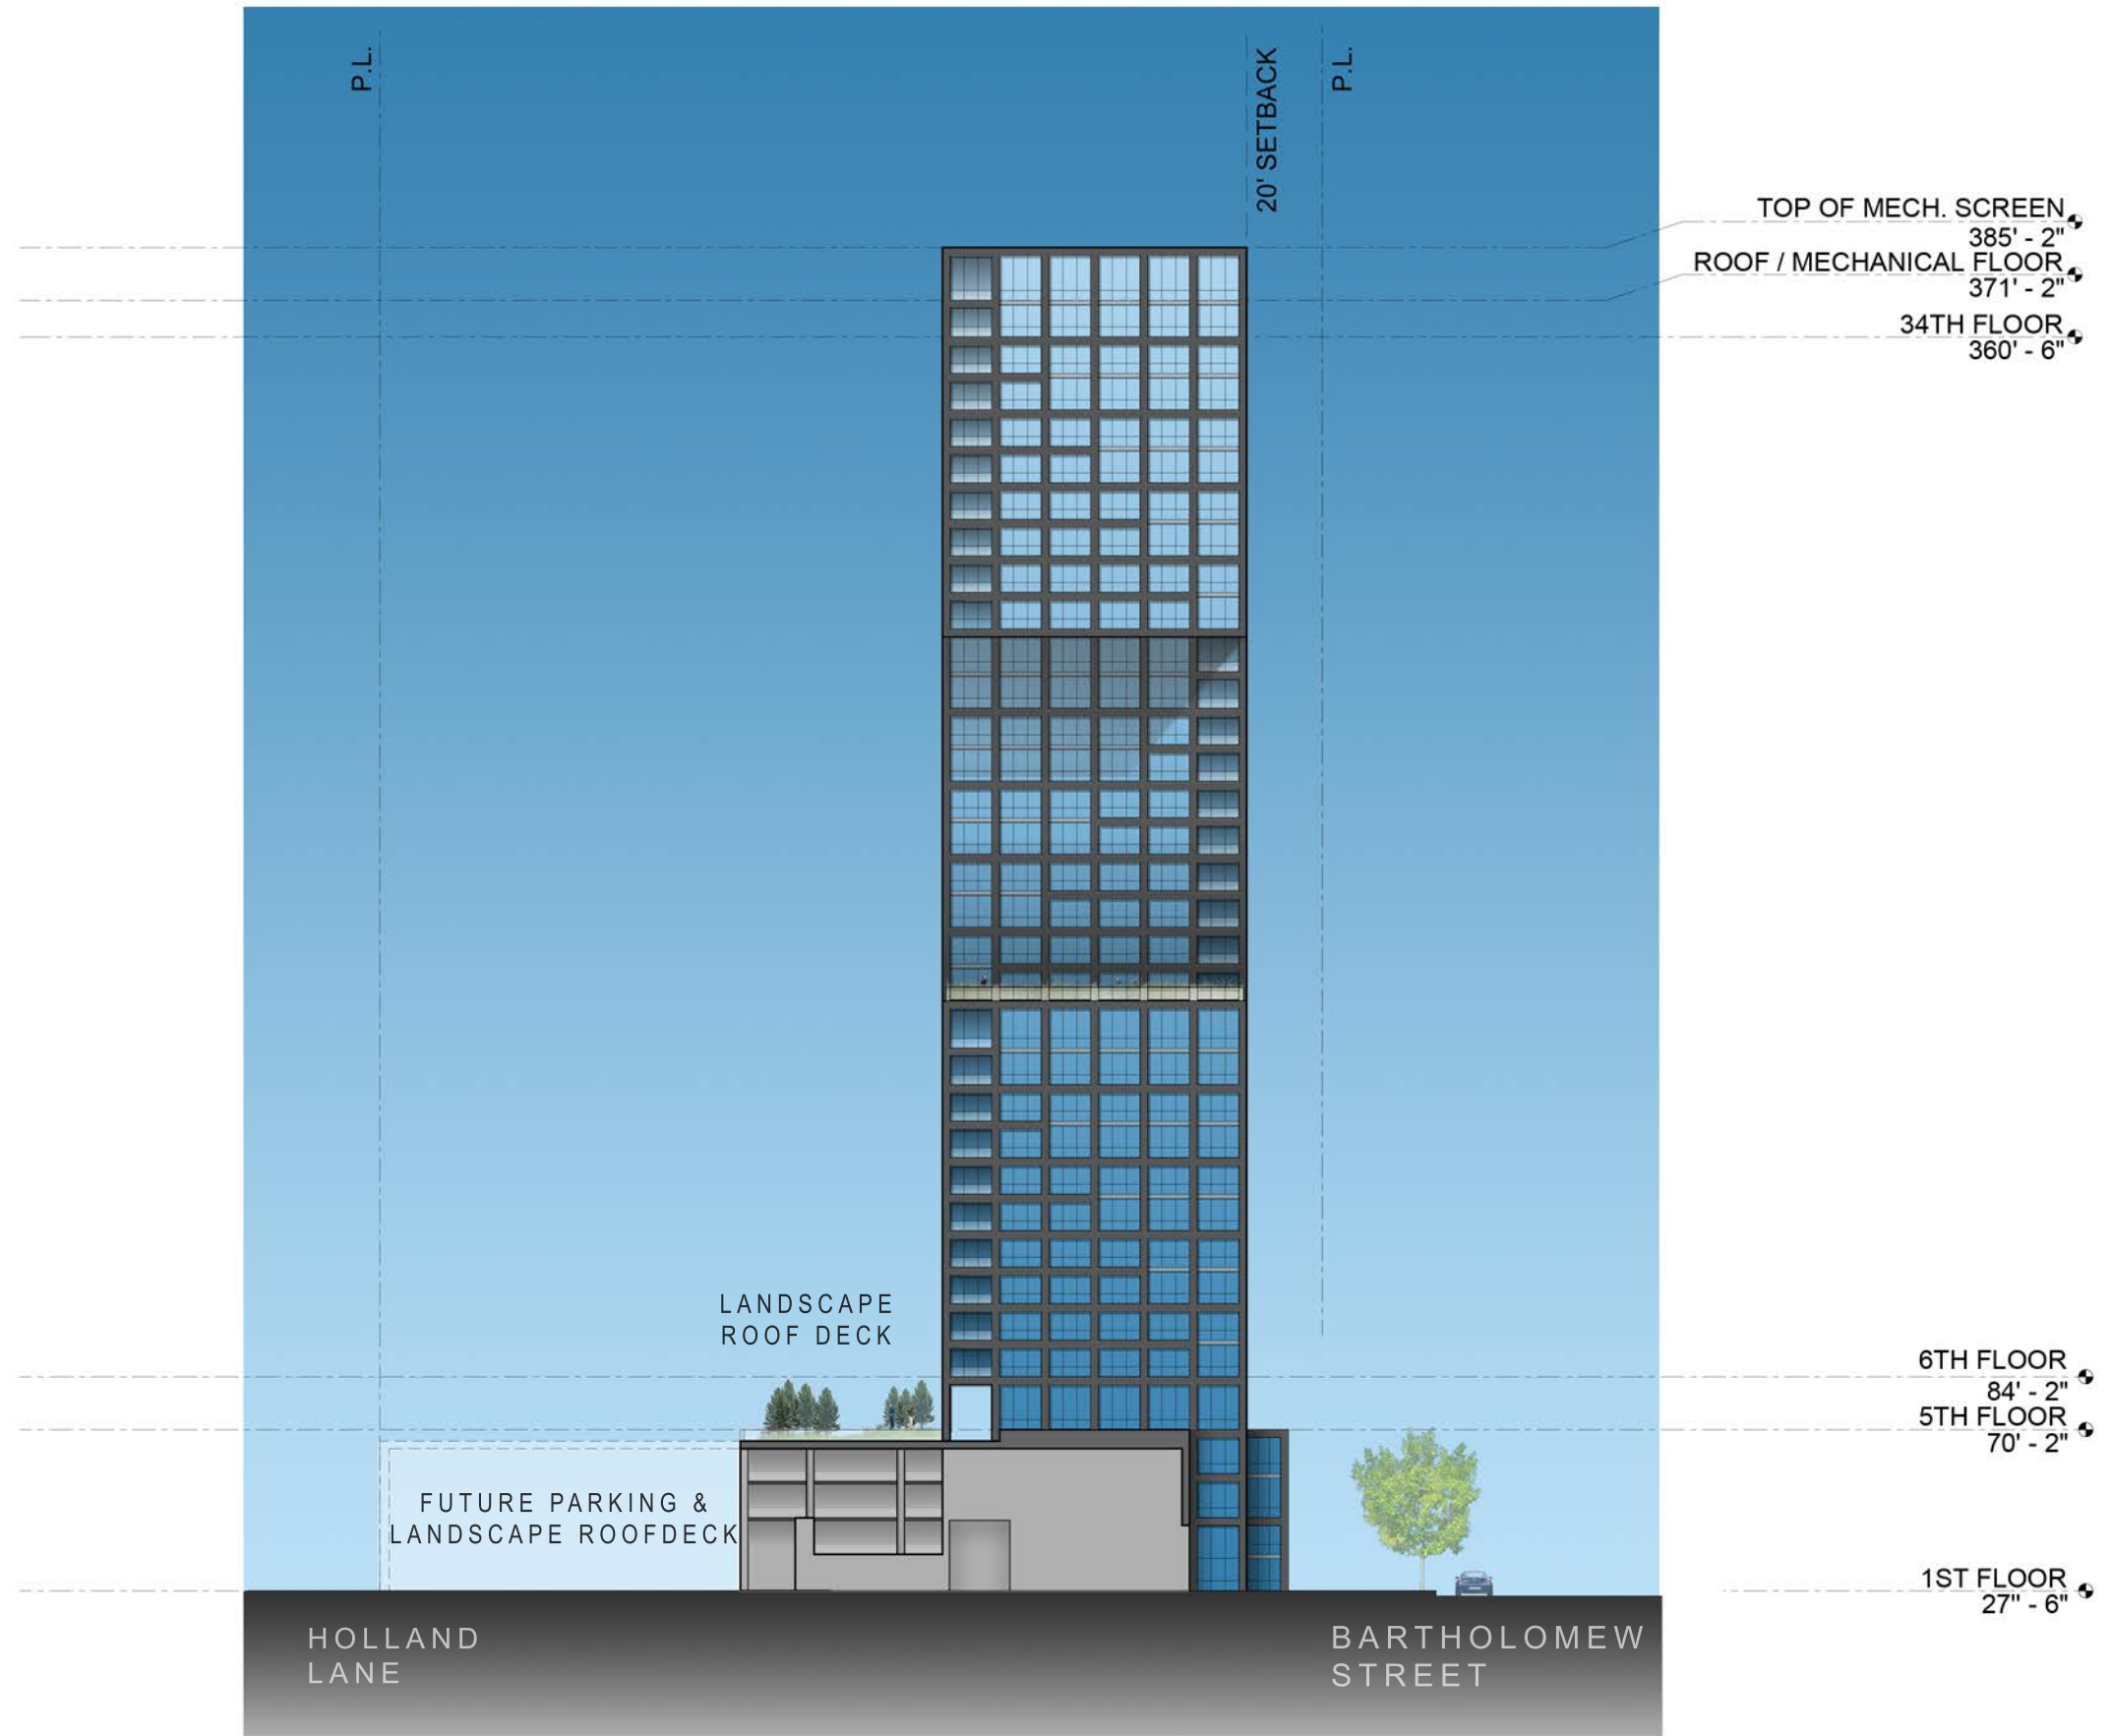 P.L.
20' SETBACK
P.L.
TOP OF MECH. SCREEN
385' - 2"
ROOF / MECHANICAL FLOOR
371' - 2"
34TH FLOOR
360' - 6"
LANDSCAPE
ROOF DECK
6TH FLOOR
84' - 2"
5TH FLOOR
70' - 2"
FUTURE PARKING &
LANDSCAPE ROOFDECK
1ST FLOOR
27" - 6"
HOLLAND
LANE
BARTHOLOMEW
STREET